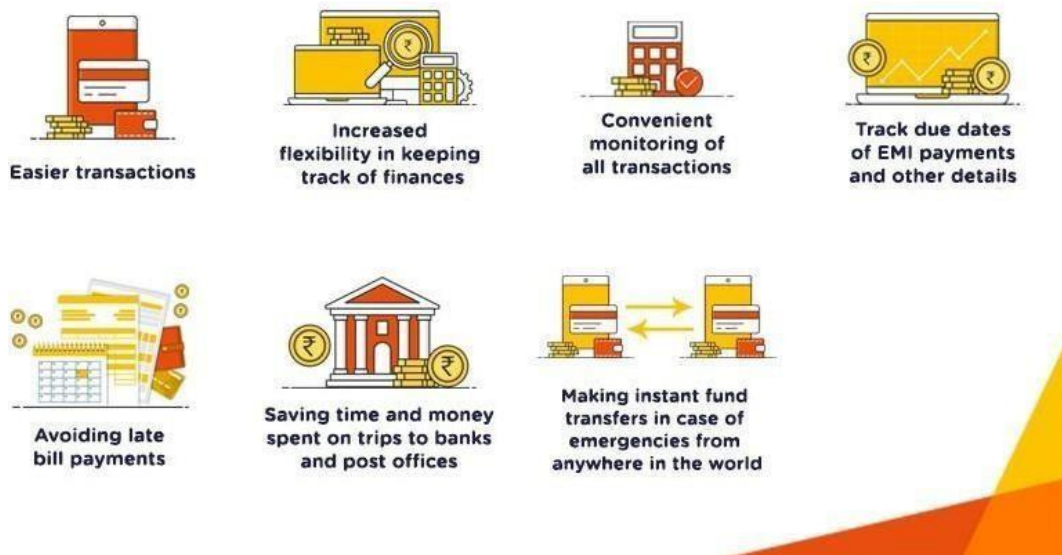 Easier transactions
Increased
flexibility in keeping
track of finances
Convenient
monitoring of
all transactions
Track due dates
of EMI payments
and other details
Avoiding late
bill payments
Saving time and money
spent on trips to banks
and post offices
Making instant fund
transfers in case of
emergencies from
anywhere in the world